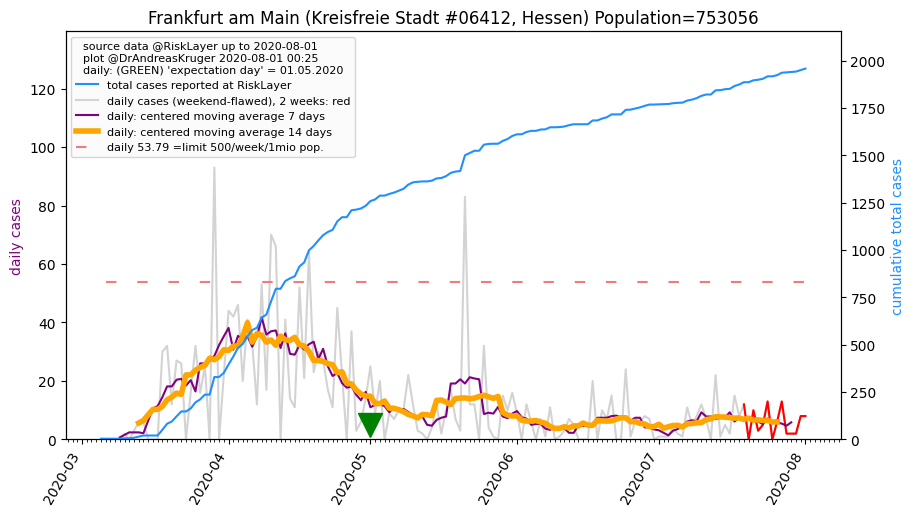 Frankfurt am Main (Kreisfreie Stadt #06412, Hessen) Population=753056
source data @RiskLayer up to 2020-08-01
plot @DrAndreasKruger 2020-08-01 00:25
daily: (GREEN) 'expectation day' = 01.05.2020
total cases reported at RiskLayer
daily cases (weekend-flawed), 2 weeks: red
daily: centered moving average 7 days
daily: centered moving average 14 days
daily 53.79 =limit 500/week/1mio pop.
daily cases
120
100
80
60
40
20
0
cumulative total cases
2000
1750
1500
1250
1000
750
500
250
0
2020-03
2020-04
2020-05
2020-06
2020-07
2020-08